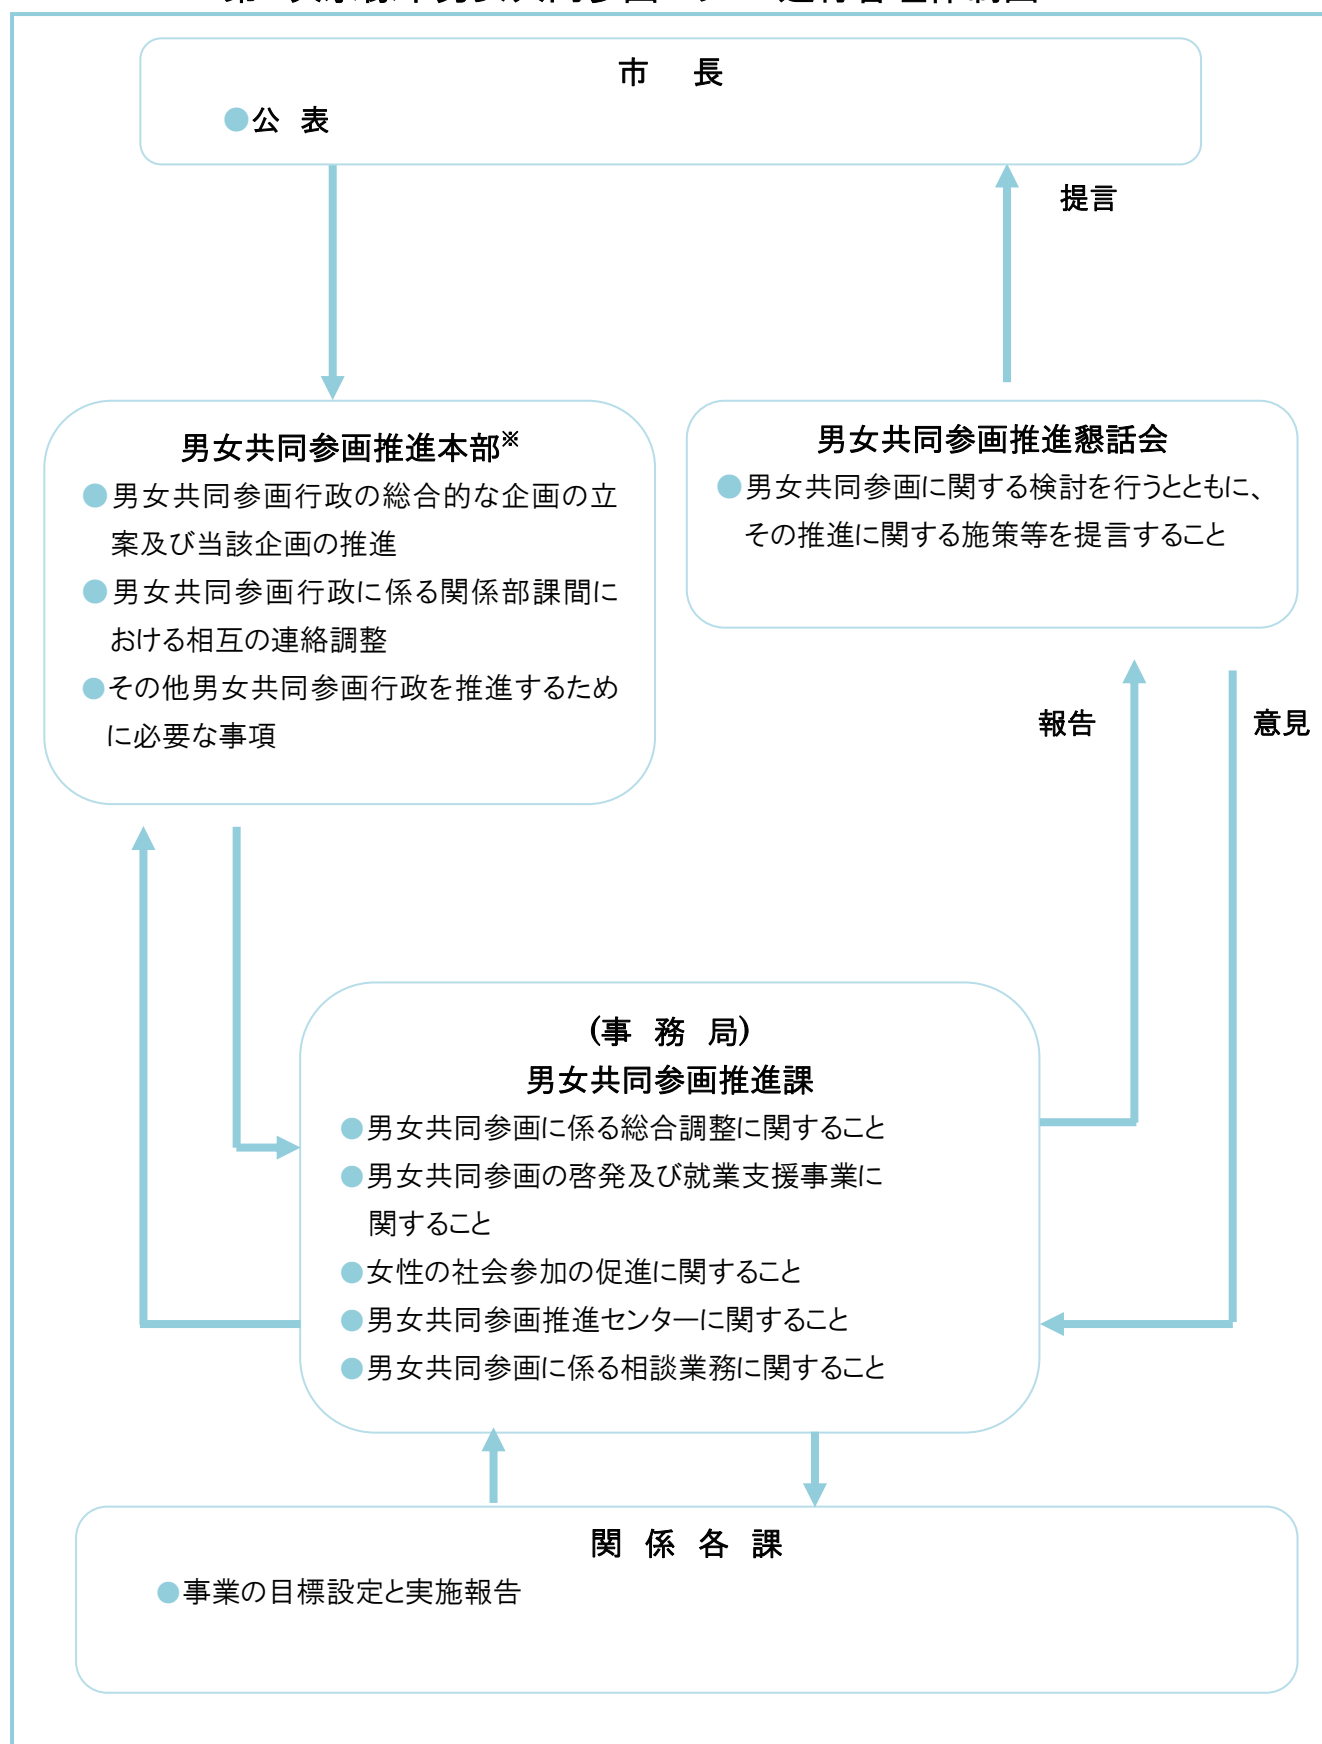 市 長
●公 表
提言
男女共同参画推進本部※
●男女共同参画行政の総合的な企画の立
案及び当該企画の推進
●男女共同参画行政に係る関係部課間に
おける相互の連絡調整
●その他男女共同参画行政を推進するため
に必要な事項
男女共同参画推進懇話会
●男女共同参画に関する検討を行うとともに、
その推進に関する施策等を提言すること
報告
意見
(事 務 局)
男女共同参画推進課
●男女共同参画に係る総合調整に関すること
●男女共同参画の啓発及び就業支援事業に
関すること
●女性の社会参加の促進に関すること
●男女共同参画推進センターに関すること
●男女共同参画に係る相談業務に関すること
関 係 各 課
●事業の目標設定と実施報告